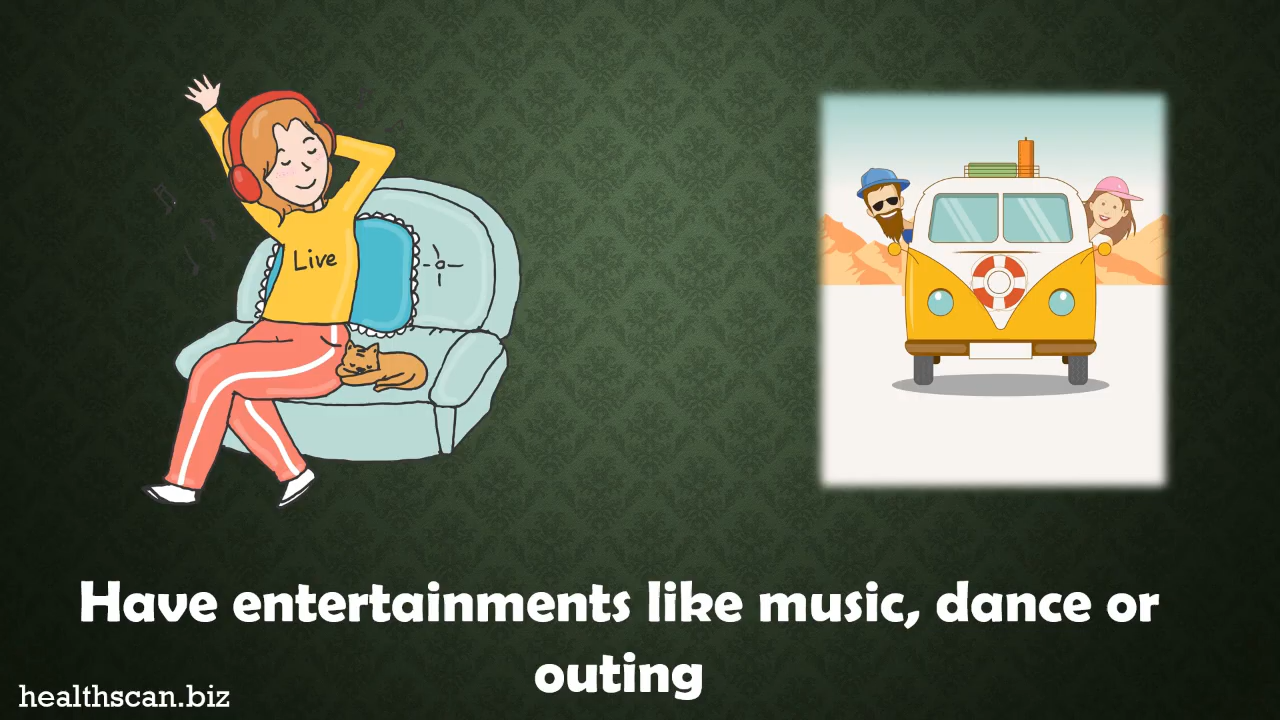 Live
Have entertainments like music, dance or
outing
healthscan.biz